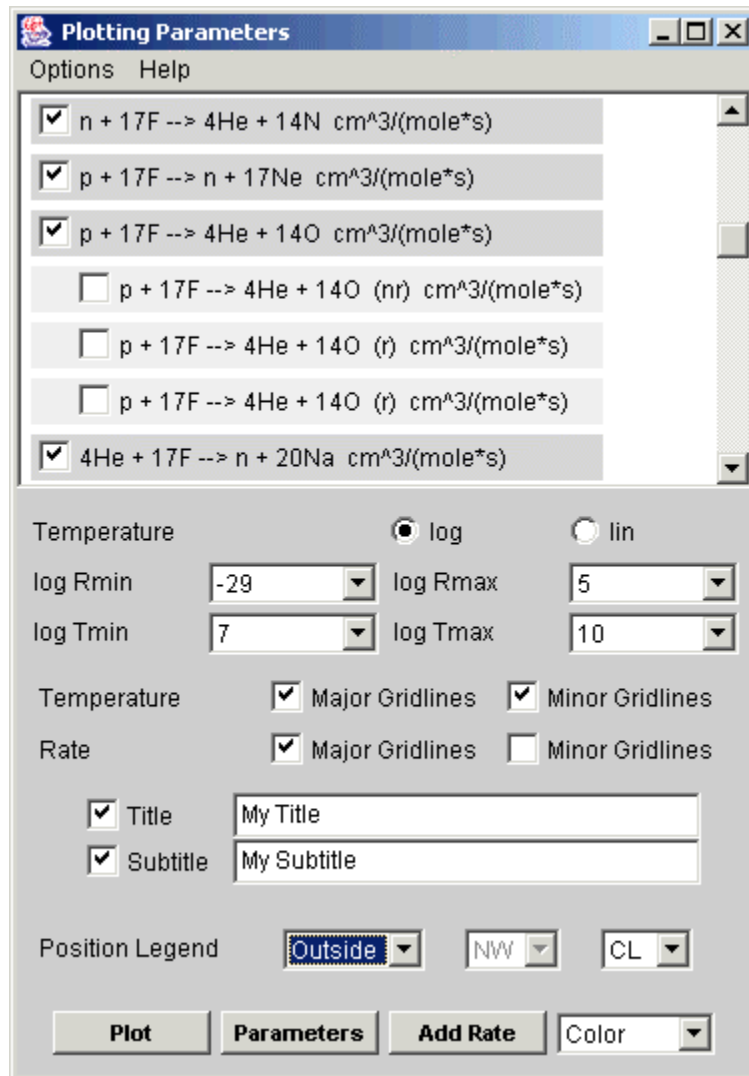 Plotting Parameters
Options Help
n + 17F --> 4He + 14N cm^3/(mole*s)
p + 17F --> n + 17Ne cm^3/(mole*s)
p + 17F --> 4He + 14O cm^3/(mole*s)
p + 17F --> 4He + 14O (nr) cm^3/(mole*s)
p + 17F --> 4He + 14O (r) cm^3/(mole*s)
p + 17F --> 4He + 14O (r) cm^3/(mole*s)
4He + 17F --> n + 20Na cm^3/(mole*s)
Temperature log lin
log Rmin -29 log Rmax 5
log Tmin 7 log Tmax 10
Temperature Major Gridlines Minor Gridlines
Rate Major Gridlines Minor Gridlines
Title My Title
Subtitle My Subtitle
Position Legend Outside NW CL
Plot Parameters Add Rate Color